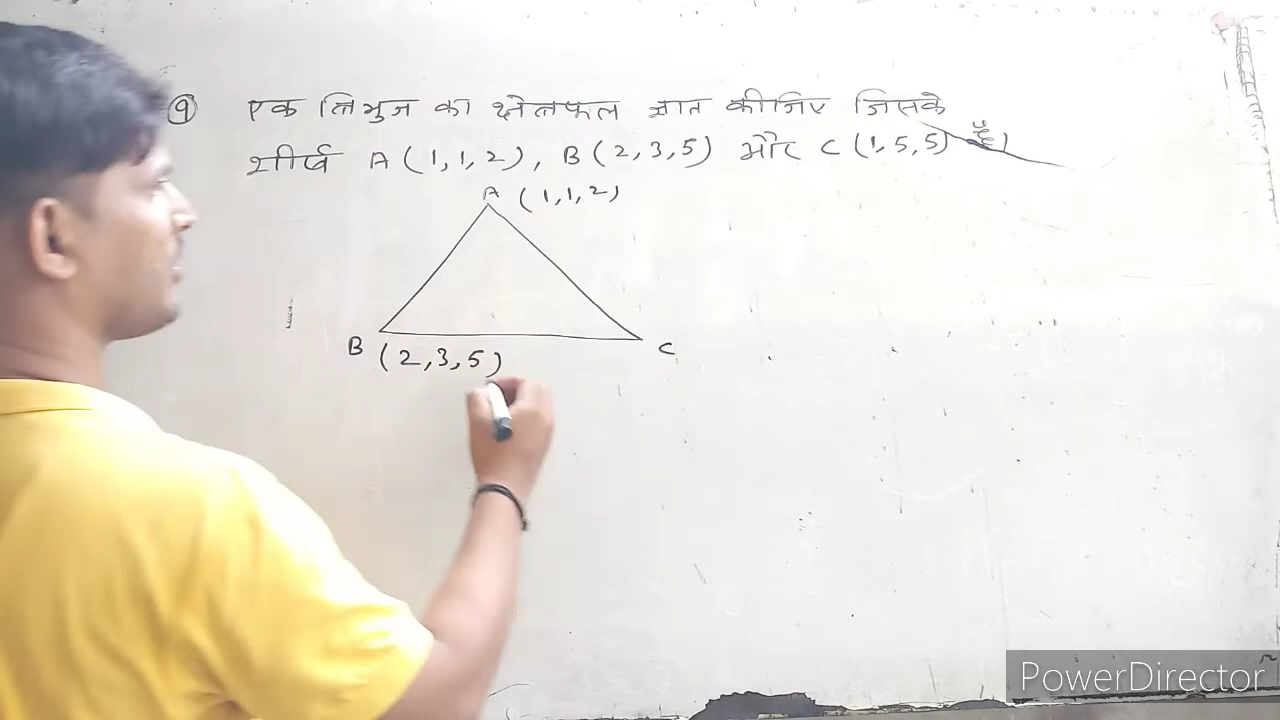 ९ एक त्रिभुज का क्षेत्रफल ज्ञात कीजिए जिसके
शीर्ष A (1,1,2), B (2,3,5) और C (1,5,5) हैं।
A (1,1,2)
B (2,3,5)
C
PowerDirector